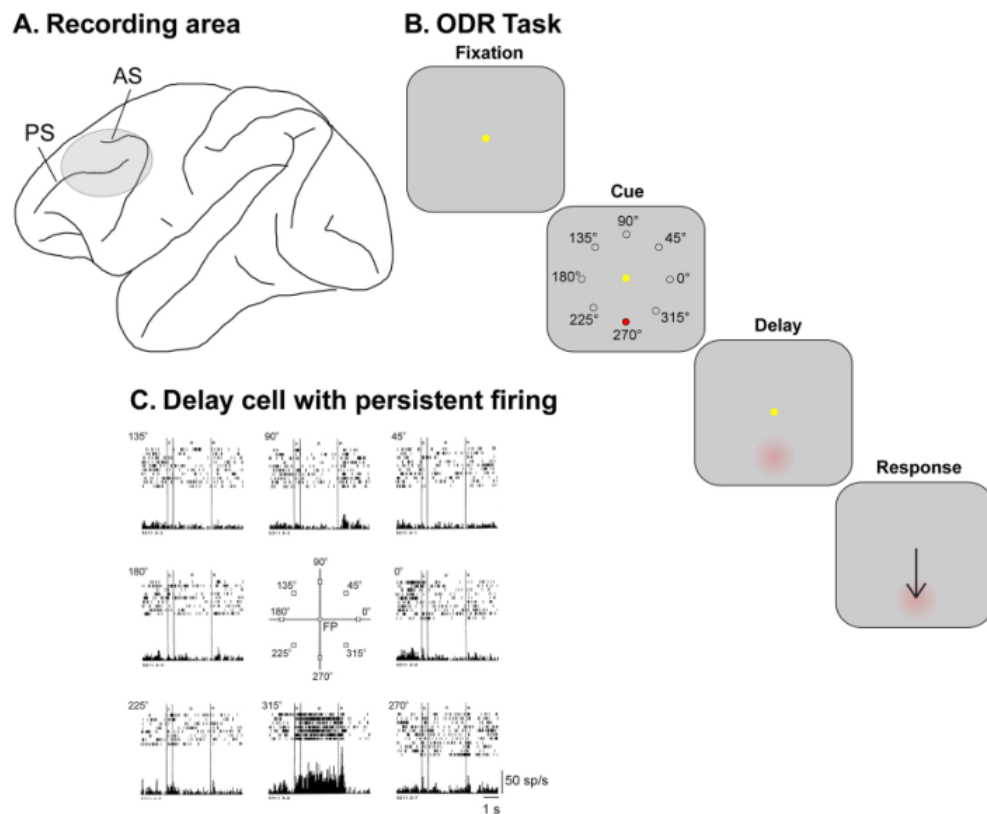 A. Recording area
AS
PS
B. ODR Task
Fixation
Cue
90°
135°
45°
180°
0°
225°
315°
270°
Delay
Response
C. Delay cell with persistent firing
135°
90°
45°
180°
90°
135°
45°
180°
0°
FP
225°
315°
270°
0°
225°
315°
270°
50 sp/s
1 s